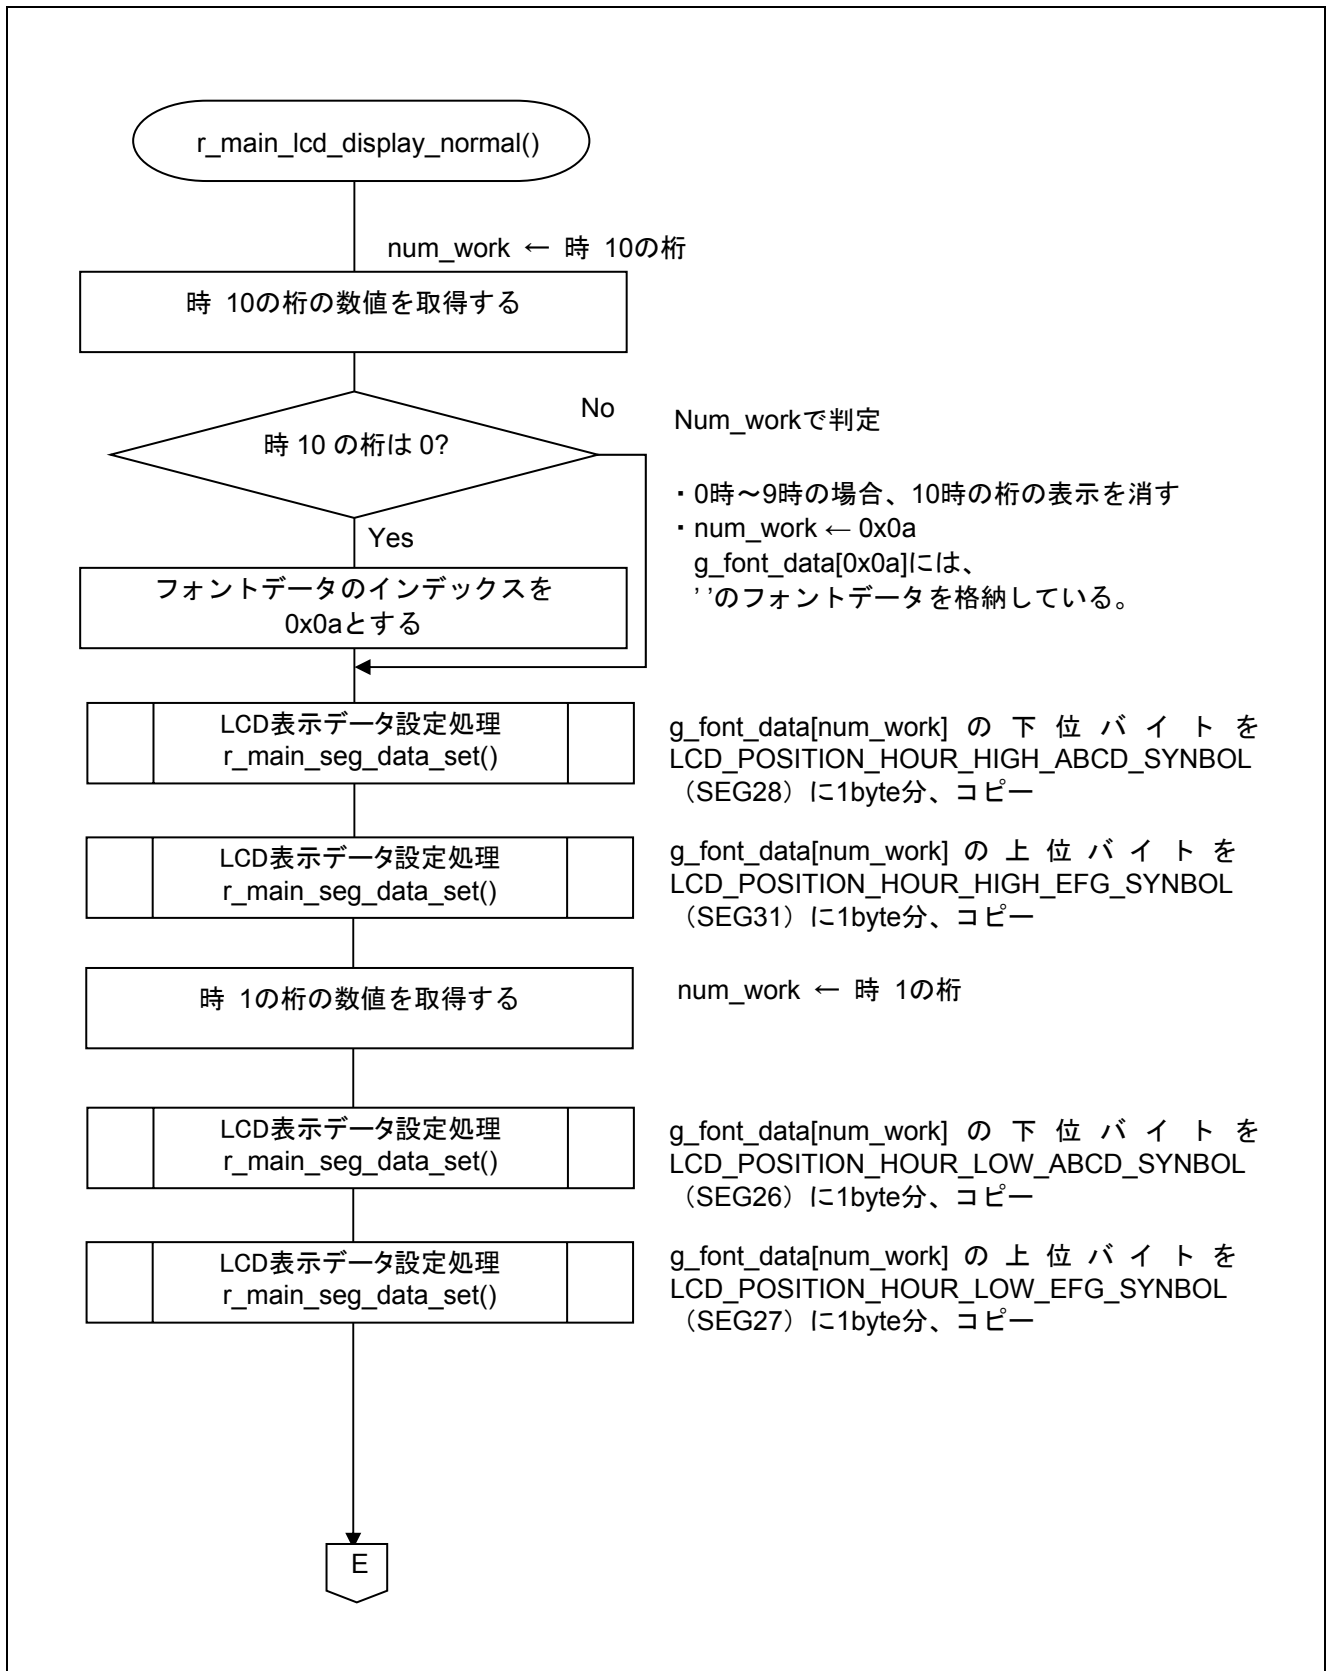 r_main_lcd_display_normal()
num_work ← 時 10の桁
時 10の桁の数値を取得する
No
Num_workで判定
時 10 の桁は 0?
・0時～9時の場合、10時の桁の表示を消す
・num_work ← 0x0a
g_font_data[0x0a]には、
' 'のフォントデータを格納している。
Yes
フォントデータのインデックスを
0x0aとする
LCD表示データ設定処理
r_main_seg_data_set()
g_font_data[num_work] の 下 位 バ イ ト を
LCD_POSITION_HOUR_HIGH_ABCD_SYNBOL
（SEG28）に1byte分、コピー
LCD表示データ設定処理
r_main_seg_data_set()
g_font_data[num_work] の 上 位 バ イ ト を
LCD_POSITION_HOUR_HIGH_EFG_SYNBOL
（SEG31）に1byte分、コピー
時 1の桁の数値を取得する
num_work ← 時 1の桁
LCD表示データ設定処理
r_main_seg_data_set()
g_font_data[num_work] の 下 位 バ イ ト を
LCD_POSITION_HOUR_LOW_ABCD_SYNBOL
（SEG26）に1byte分、コピー
LCD表示データ設定処理
r_main_seg_data_set()
g_font_data[num_work] の 上 位 バ イ ト を
LCD_POSITION_HOUR_LOW_EFG_SYNBOL
（SEG27）に1byte分、コピー
E